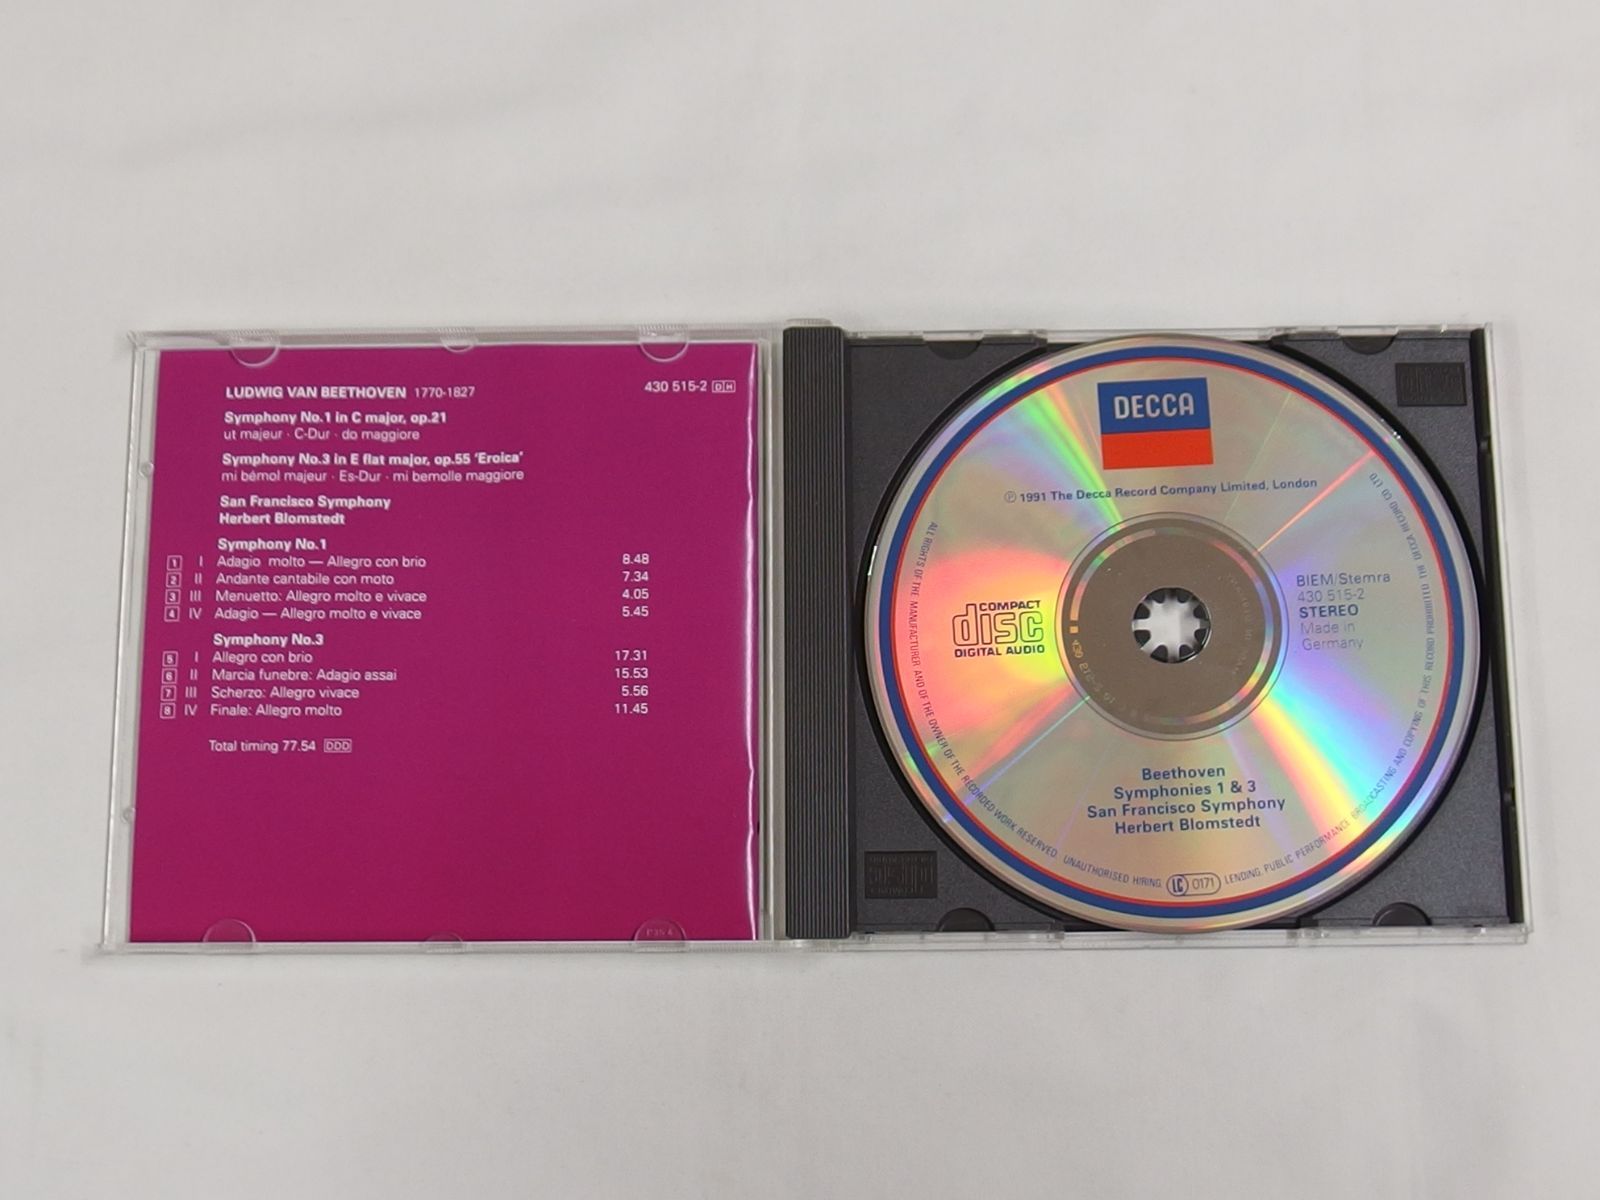 LUDWIG VAN BEETHOVEN 1770-1827
430 515-2 DH
Symphony No.1 in C major, op.21
ut majeur · C-Dur · do maggiore
Symphony No.3 in E flat major, op.55 ‘Eroica’
mi bémol majeur · Es-Dur · mi bemolle maggiore
San Francisco Symphony
Herbert Blomstedt
Symphony No.1
1 I Adagio molto — Allegro con brio 8.48
2 II Andante cantabile con moto 7.34
3 III Menuetto: Allegro molto e vivace 4.05
4 IV Adagio — Allegro molto e vivace 5.45
Symphony No.3
5 I Allegro con brio 17.31
6 II Marcia funebre: Adagio assai 15.53
7 III Scherzo: Allegro vivace 5.56
8 IV Finale: Allegro molto 11.45
Total timing 77.54 DDD
DECCA
℗ 1991 The Decca Record Company Limited, London
COMPACT
disc
DIGITAL AUDIO
BIEM/Stemra
430 515-2
STEREO
Made in
Germany
Beethoven
Symphonies 1 & 3
San Francisco Symphony
Herbert Blomstedt
ALL RIGHTS OF THE MANUFACTURER AND OF THE OWNER OF THE RECORDED WORK RESERVED. UNAUTHORISED HIRING, LC 0171 LENDING, PUBLIC PERFORMANCE, BROADCASTING AND COPYING OF THIS RECORD PROHIBITED THE DECCA RECORD CO LTD